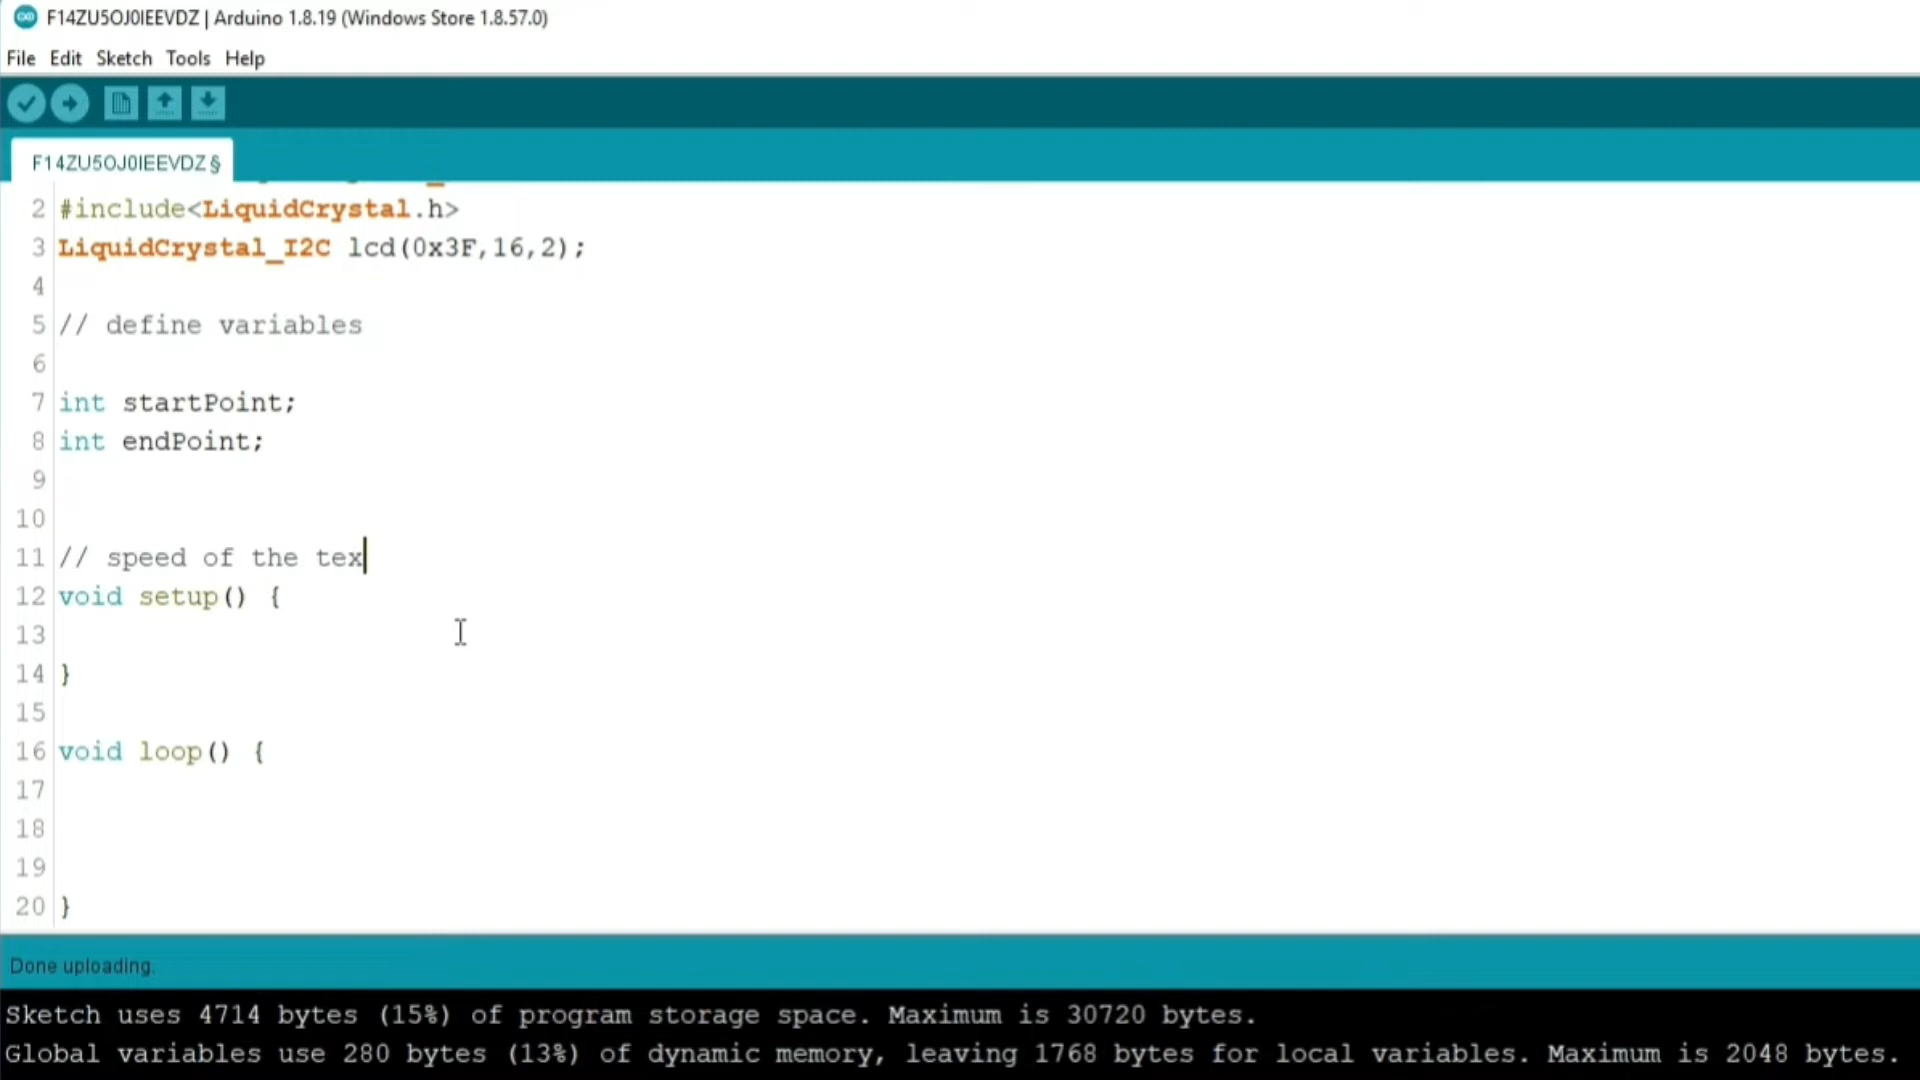 F14ZU5OJ0IEEVDZ | Arduino 1.8.19 (Windows Store 1.8.57.0)
File Edit Sketch Tools Help
F14ZU5OJ0IEEVDZ §
2 #include<LiquidCrystal.h>
3 LiquidCrystal_I2C lcd(0x3F,16,2);
4
5 // define variables
6
7 int startPoint;
8 int endPoint;
9
10
11 // speed of the tex
12 void setup() {
13
14 }
15
16 void loop() {
17
18
19
20 }
Done uploading.
Sketch uses 4714 bytes (15%) of program storage space. Maximum is 30720 bytes.
Global variables use 280 bytes (13%) of dynamic memory, leaving 1768 bytes for local variables. Maximum is 2048 bytes.